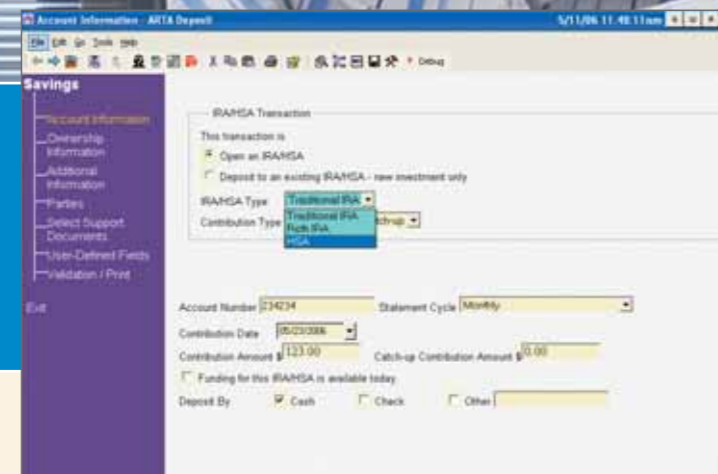 Account Information - ARTA Deposit 5/11/06 11:48:11am
File Edit Go Tools Help
Debug
Savings
Account Information
Ownership
Information
Additional
Information
Parties
Select Support
Documents
User-Defined Fields
Validation / Print
Exit
IRA/HSA Transaction
This transaction is
Open an IRA/HSA
Deposit to an existing IRA/HSA - new investment only
IRA/HSA Type Traditional IRA
Traditional IRA
Roth IRA
HSA
Contribution Type
Account Number 234234 Statement Cycle Monthly
Contribution Date 05/23/2006
Contribution Amount $ 123.00 Catch-up Contribution Amount $ 0.00
Funding for this IRA/HSA is available today.
Deposit By Cash Check Other